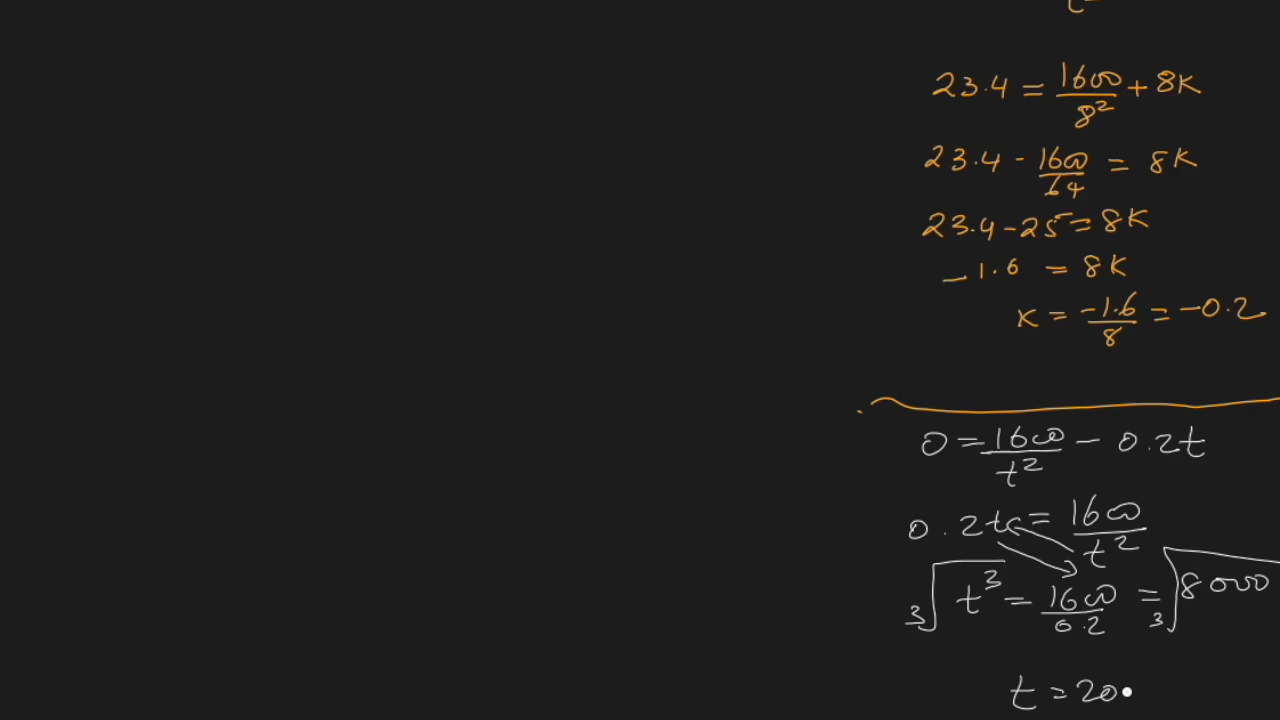 t²
23.4 = 1600/8² + 8K
23.4 - 1600/64 = 8K
23.4 - 25 = 8K
-1.6 = 8K
K = -1.6/8 = -0.2
0 = 1600/t² - 0.2t
0.2t = 1600/t²
∛t³ = 1600/0.2 = ∛8000
t = 20